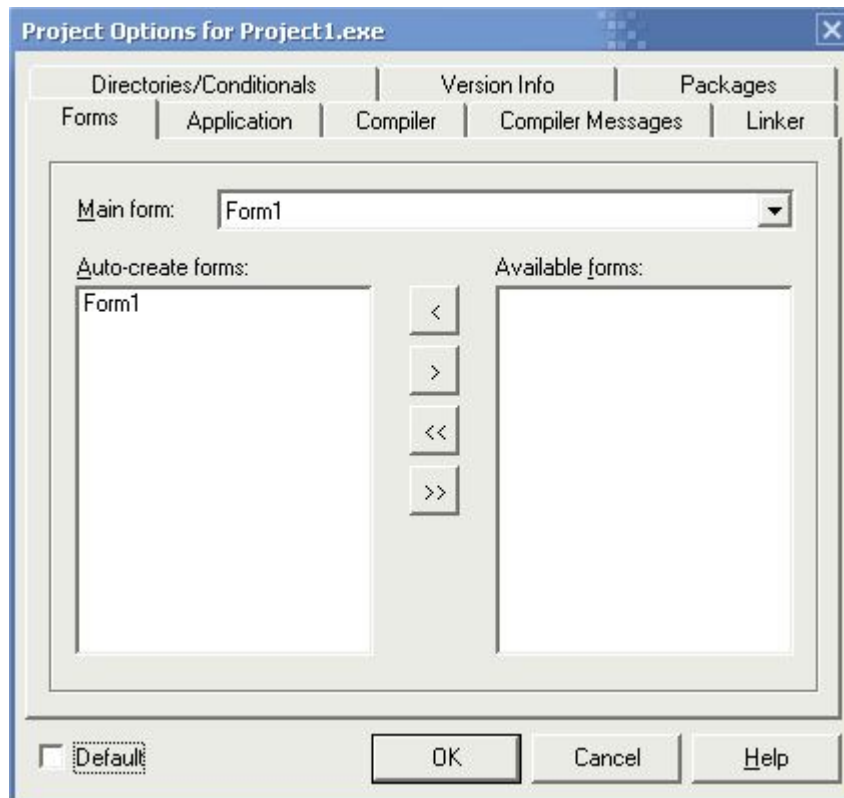 Project Options for Project1.exe
Directories/Conditionals Version Info Packages
Forms Application Compiler Compiler Messages Linker
Main form: Form1
Auto-create forms: Available forms:
Form1
<
>
<<
>>
Default OK Cancel Help